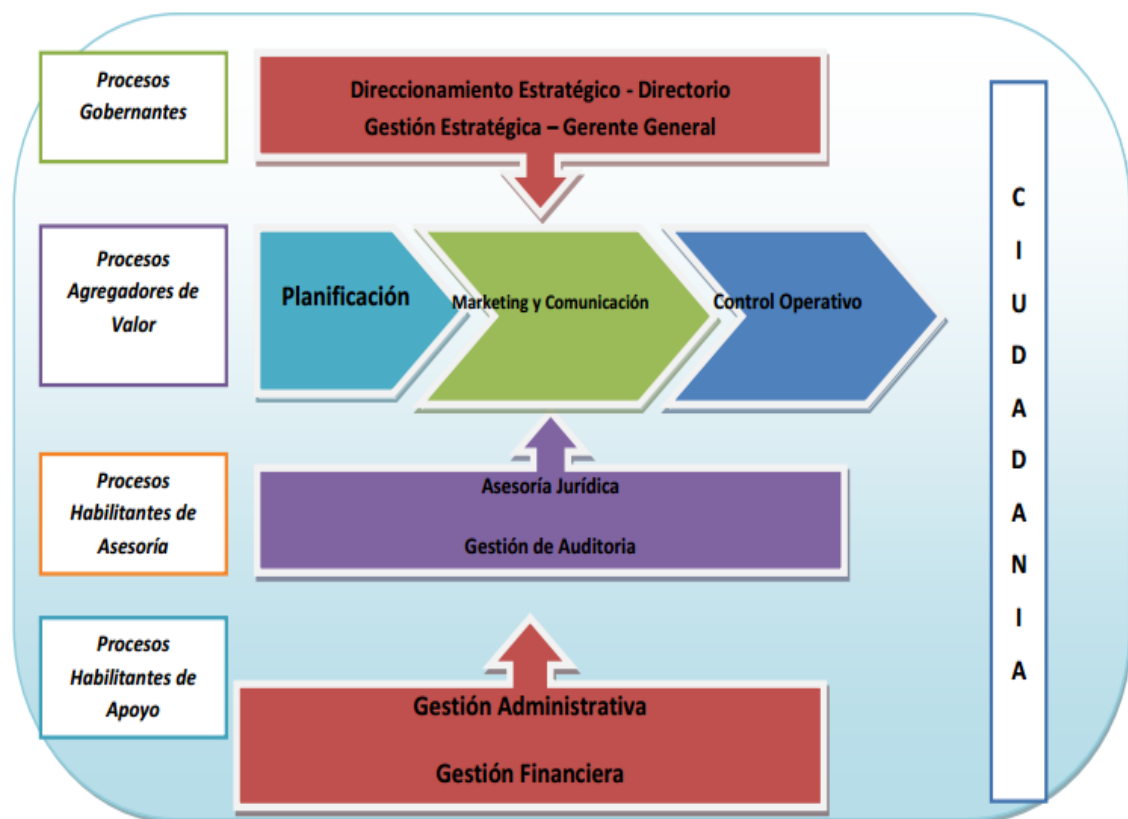 Procesos
Gobernantes
Direccionamiento Estratégico - Directorio
Gestión Estratégica – Gerente General
Procesos
Agregadores de
Valor
Planificación
Marketing y Comunicación
Control Operativo
Procesos
Habilitantes de
Asesoría
Asesoría Jurídica
Gestión de Auditoria
Procesos
Habilitantes de
Apoyo
Gestión Administrativa
Gestión Financiera
C
I
U
D
A
D
A
N
I
A